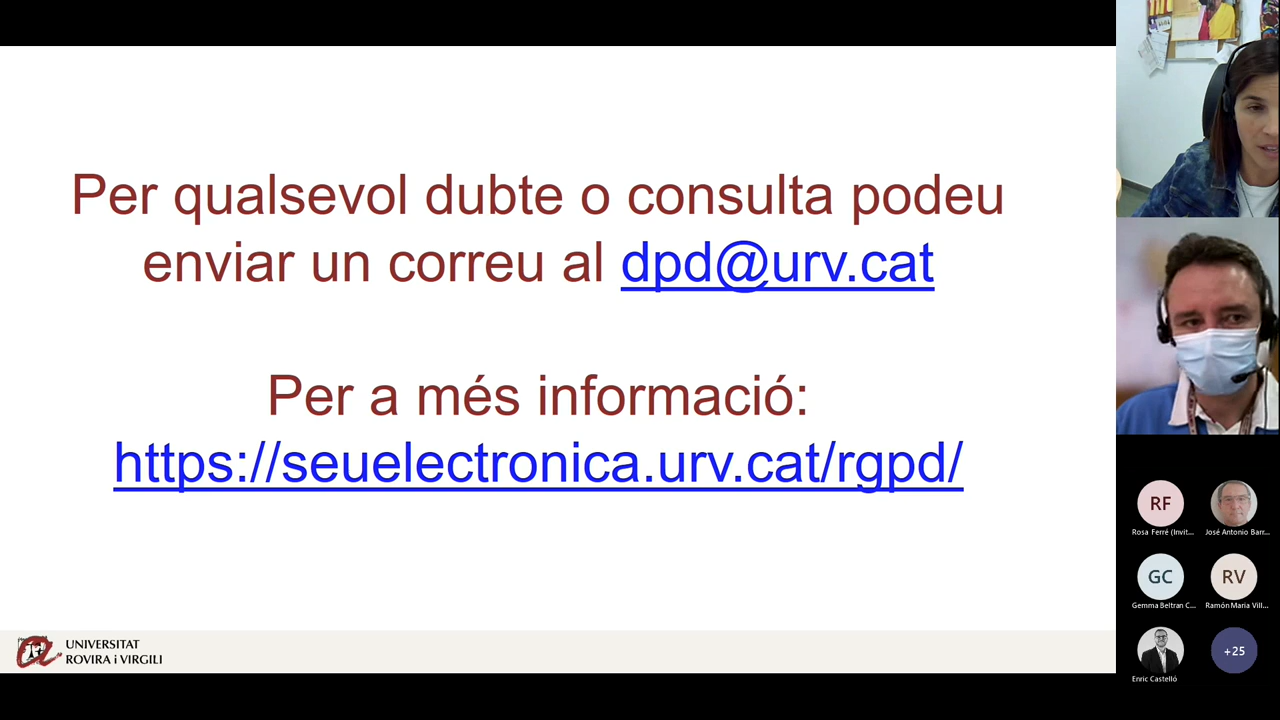 Per qualsevol dubte o consulta podeu
enviar un correu al dpd@urv.cat
Per a més informació:
https://seuelectronica.urv.cat/rgpd/
UNIVERSITAT
ROVIRA i VIRGILI
RF
Rosa Ferré (Invit...
José Antonio Barr...
GC
RV
Gemma Beltran C...
Ramón Maria Vill...
+25
Enric Castelló